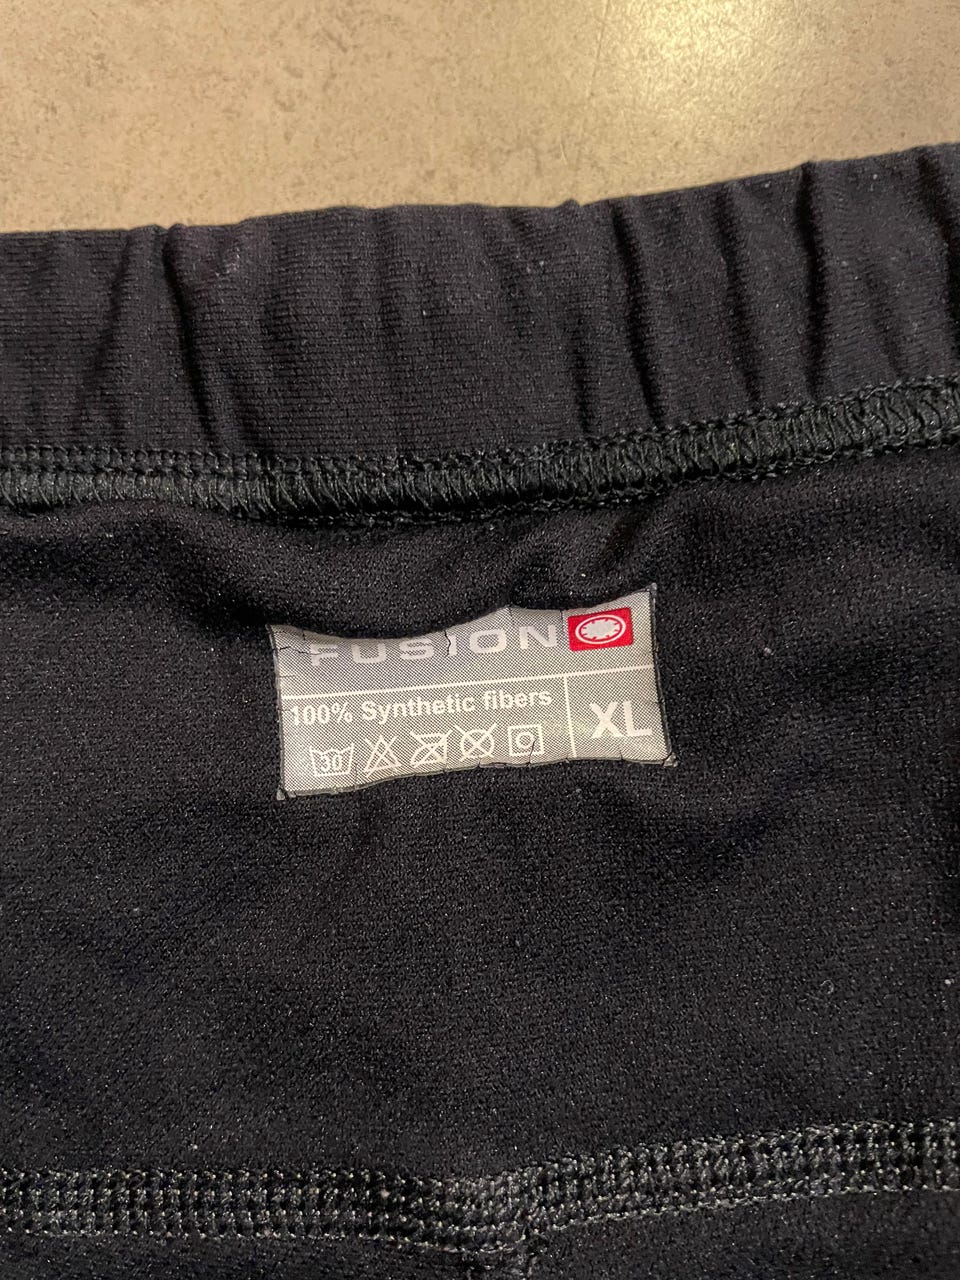 FUSION
100% Synthetic fibers
XL
30